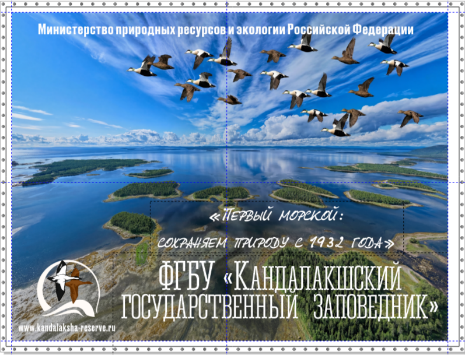 Министерство природных ресурсов и экологии Российской Федерации
«Первый морской:
сохраняем природу с 1932 года»
ФГБУ «Кандалакшский
государственный заповедник»
www.kandalaksha-reserve.ru